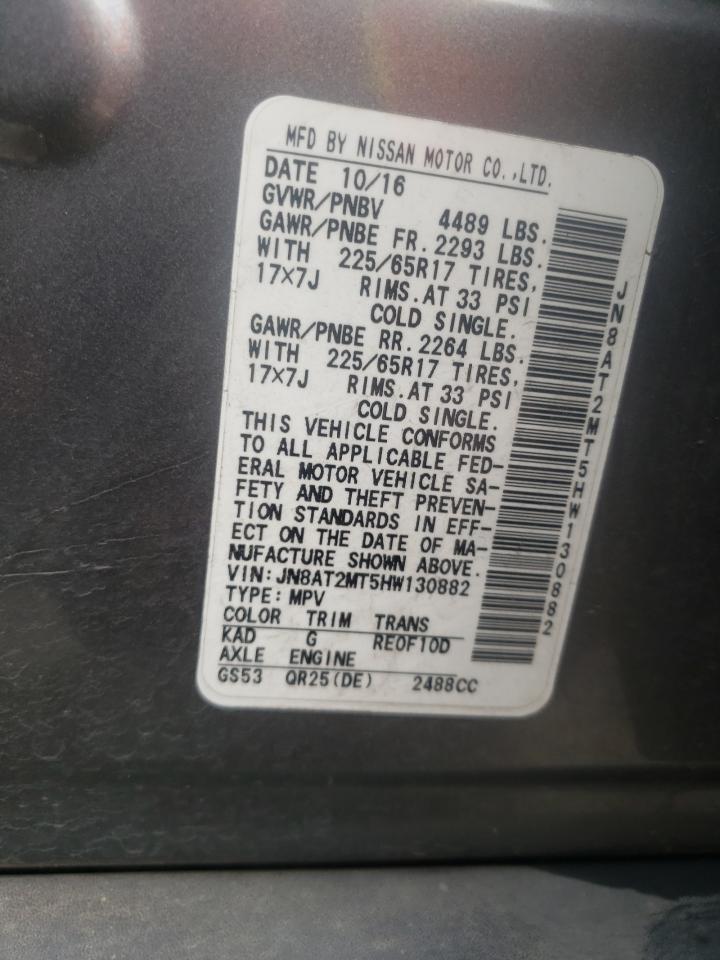 MFD BY NISSAN MOTOR CO.,LTD.
DATE 10/16
GVWR/PNBV 4489 LBS.
GAWR/PNBE FR. 2293 LBS.
WITH 225/65R17 TIRES,
17×7J RIMS.AT 33 PSI
COLD SINGLE.
GAWR/PNBE RR. 2264 LBS.
WITH 225/65R17 TIRES,
17×7J RIMS.AT 33 PSI
COLD SINGLE.
THIS VEHICLE CONFORMS
TO ALL APPLICABLE FED-
ERAL MOTOR VEHICLE SA-
FETY AND THEFT PREVEN-
TION STANDARDS IN EFF-
ECT ON THE DATE OF MA-
NUFACTURE SHOWN ABOVE.
VIN: JN8AT2MT5HW130882
TYPE: MPV
COLOR TRIM TRANS
KAD G RE0F10D
AXLE ENGINE
GS53 QR25(DE) 2488CC
JN8AT2MT5HW130882